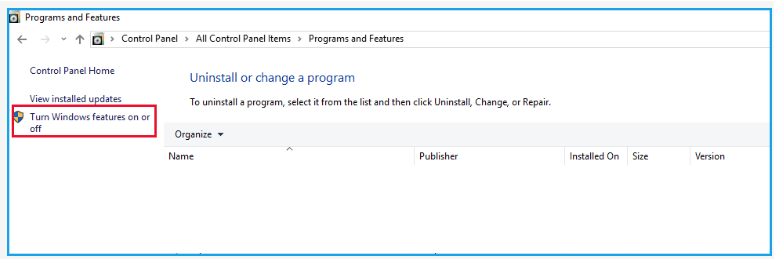 Programs and Features
Control Panel > All Control Panel Items > Programs and Features
Control Panel Home
Uninstall or change a program
View installed updates
To uninstall a program, select it from the list and then click Uninstall, Change, or Repair.
Turn Windows features on or
off
Organize
Name Publisher Installed On Size Version